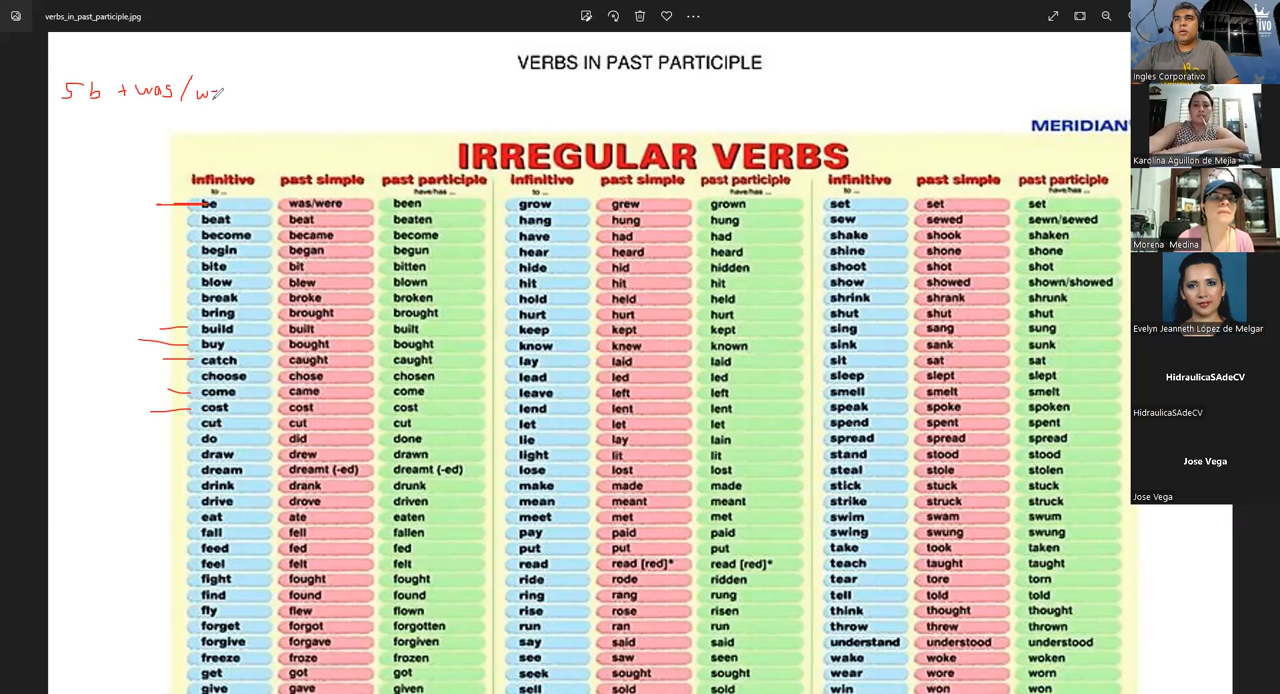 verbs_in_past_participle.jpg
VERBS IN PAST PARTICIPLE
5 b + was/w
MERIDIAN
IRREGULAR VERBS
infinitive past simple past participle infinitive past simple past participle infinitive past simple past participle
to ... have/has ... to ... have/has ... to ... have/has ...
be was/were been grow grew grown set set set
beat beat beaten hang hung hung sew sewed sewn/sewed
become became become have had had shake shook shaken
begin began begun hear heard heard shine shone shone
bite bit bitten hide hid hidden shoot shot shot
blow blew blown hit hit hit show showed shown/showed
break broke broken hold held held shrink shrank shrunk
bring brought brought hurt hurt hurt shut shut shut
build built built keep kept kept sing sang sung
buy bought bought know knew known sink sank sunk
catch caught caught lay laid laid sit sat sat
choose chose chosen lead led led sleep slept slept
come came come leave left left smell smelt smelt
cost cost cost lend lent lent speak spoke spoken
cut cut cut let let let spend spent spent
do did done lie lay lain spread spread spread
draw drew drawn light lit lit stand stood stood
dream dreamt (-ed) dreamt (-ed) lose lost lost steal stole stolen
drink drank drunk make made made stick stuck stuck
drive drove driven mean meant meant strike struck struck
eat ate eaten meet met met swim swam swum
fall fell fallen pay paid paid swing swung swung
feed fed fed put put put take took taken
feel felt felt read read [red]* read [red]* teach taught taught
fight fought fought ride rode ridden tear tore torn
find found found ring rang rung tell told told
fly flew flown rise rose risen think thought thought
forget forgot forgotten run ran run throw threw thrown
forgive forgave forgiven say said said understand understood understood
freeze froze frozen see saw seen wake woke woken
get got got seek sought sought wear wore worn
give gave given sell sold sold win won won
Ingles Corporativo
Karolina Aguillon de Mejia
Morena Medina
Evelyn Jeanneth López de Melgar
HidraulicaSAdeCV
HidraulicaSAdeCV
Jose Vega
Jose Vega